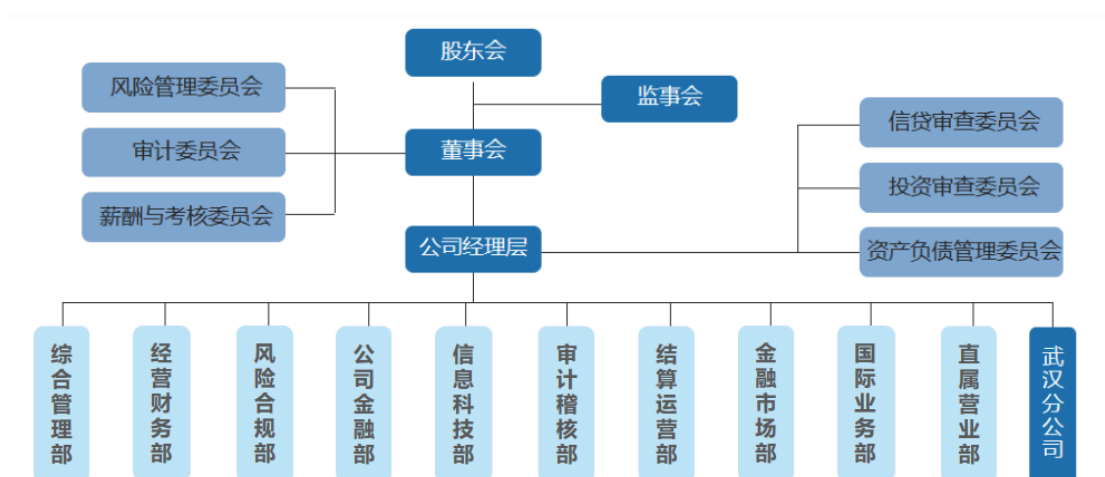 股东会
监事会
风险管理委员会
审计委员会
薪酬与考核委员会
董事会
信贷审查委员会
投资审查委员会
资产负债管理委员会
公司经理层
综合管理部
经营财务部
风险合规部
公司金融部
信息科技部
审计稽核部
结算运营部
金融市场部
国际业务部
直属营业部
武汉分公司